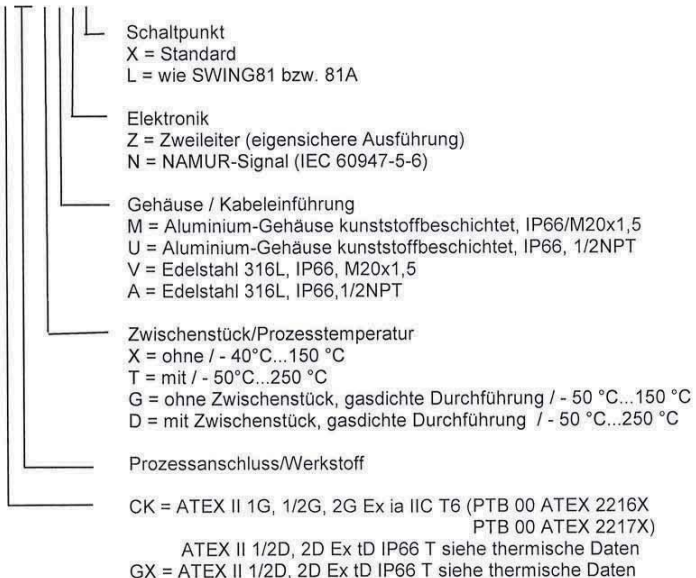 Schaltpunkt
X = Standard
L = wie SWING81 bzw. 81A
Elektronik
Z = Zweileiter (eigensichere Ausführung)
N = NAMUR-Signal (IEC 60947-5-6)
Gehäuse / Kabeleinführung
M = Aluminium-Gehäuse kunststoffbeschichtet, IP66/M20x1,5
U = Aluminium-Gehäuse kunststoffbeschichtet, IP66, 1/2NPT
V = Edelstahl 316L, IP66, M20x1,5
A = Edelstahl 316L, IP66,1/2NPT
Zwischenstück/Prozesstemperatur
X = ohne / - 40°C...150 °C
T = mit / - 50°C...250 °C
G = ohne Zwischenstück, gasdichte Durchführung / - 50 °C...150 °C
D = mit Zwischenstück, gasdichte Durchführung / - 50 °C...250 °C
Prozessanschluss/Werkstoff
CK = ATEX II 1G, 1/2G, 2G Ex ia IIC T6 (PTB 00 ATEX 2216X
PTB 00 ATEX 2217X)
ATEX II 1/2D, 2D Ex tD IP66 T siehe thermische Daten
GX = ATEX II 1/2D, 2D Ex tD IP66 T siehe thermische Daten